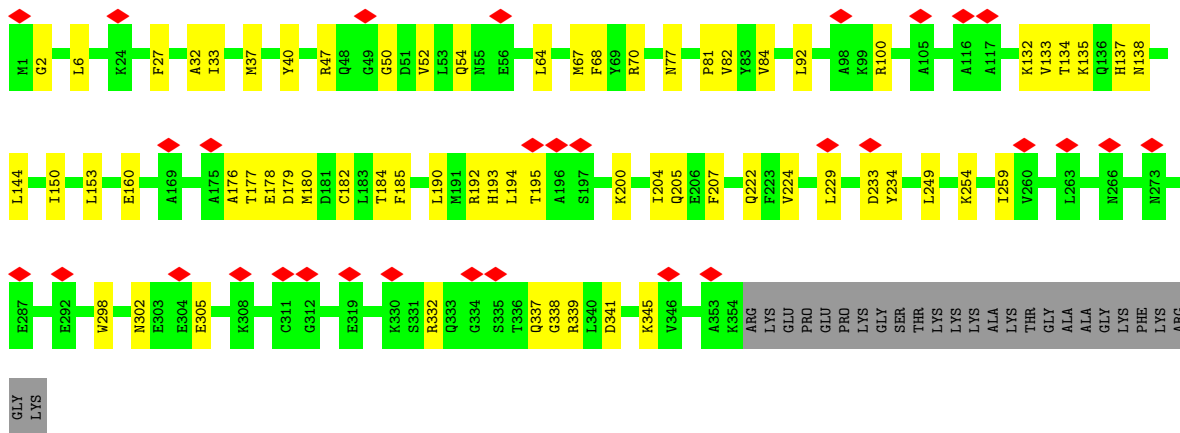 M1 G2 L6 K24 F27 A32 I33 M37 Y40 R47 Q48 G49 G50 D51 V52 L53 Q54 N55 E56 L64 M67 F68 Y69 R70 N77 P81 V82 Y83 V84 L92 A98 K99 R100 A105 A116 A117 K132 V133 T134 K135 Q136 H137 N138
L144 I150 L153 E160 A169 A175 A176 T177 E178 D179 M180 D181 C182 L183 T184 F185 L190 M191 R192 H193 L194 T195 A196 S197 K200 I204 Q205 E206 F207 Q222 F223 V224 L229 D233 Y234 L249 K254 I259 V260 L263 N266 N273
E287 E292 W298 N302 E303 E304 E305 K308 C311 G312 E319 K330 S331 R332 Q333 G334 S335 T336 Q337 G338 R339 L340 D341 K345 V346 A353 K354 ARG LYS GLU PRO GLU PRO LYS GLY SER THR LYS LYS LYS ALA LYS THR GLY ALA ALA GLY LYS PHE LYS ARG
GLY LYS